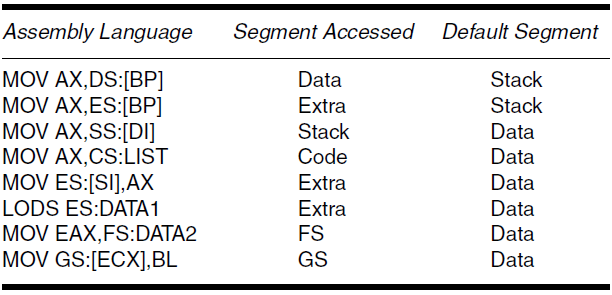 Assembly Language Segment Accessed Default Segment
MOV AX,DS:[BP] Data Stack
MOV AX,ES:[BP] Extra Stack
MOV AX,SS:[DI] Stack Data
MOV AX,CS:LIST Code Data
MOV ES:[SI],AX Extra Data
LODS ES:DATA1 Extra Data
MOV EAX,FS:DATA2 FS Data
MOV GS:[ECX],BL GS Data